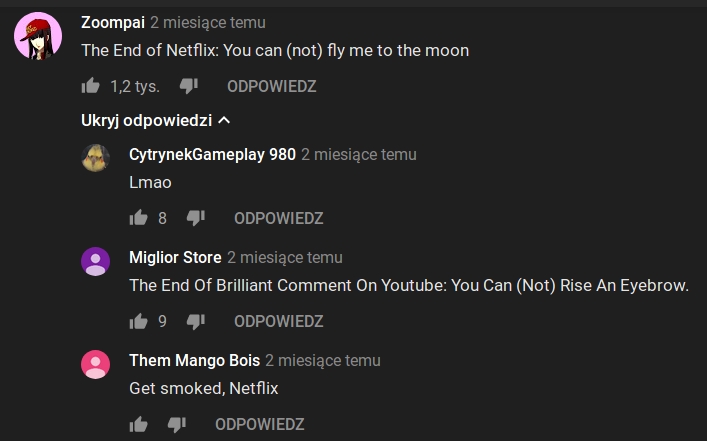 Zoompai 2 miesiące temu
The End of Netflix: You can (not) fly me to the moon
1,2 tys. ODPOWIEDZ
Ukryj odpowiedzi
CytrynekGameplay 980 2 miesiące temu
Lmao
8 ODPOWIEDZ
Miglior Store 2 miesiące temu
The End Of Brilliant Comment On Youtube: You Can (Not) Rise An Eyebrow.
9 ODPOWIEDZ
Them Mango Bois 2 miesiące temu
Get smoked, Netflix
ODPOWIEDZ